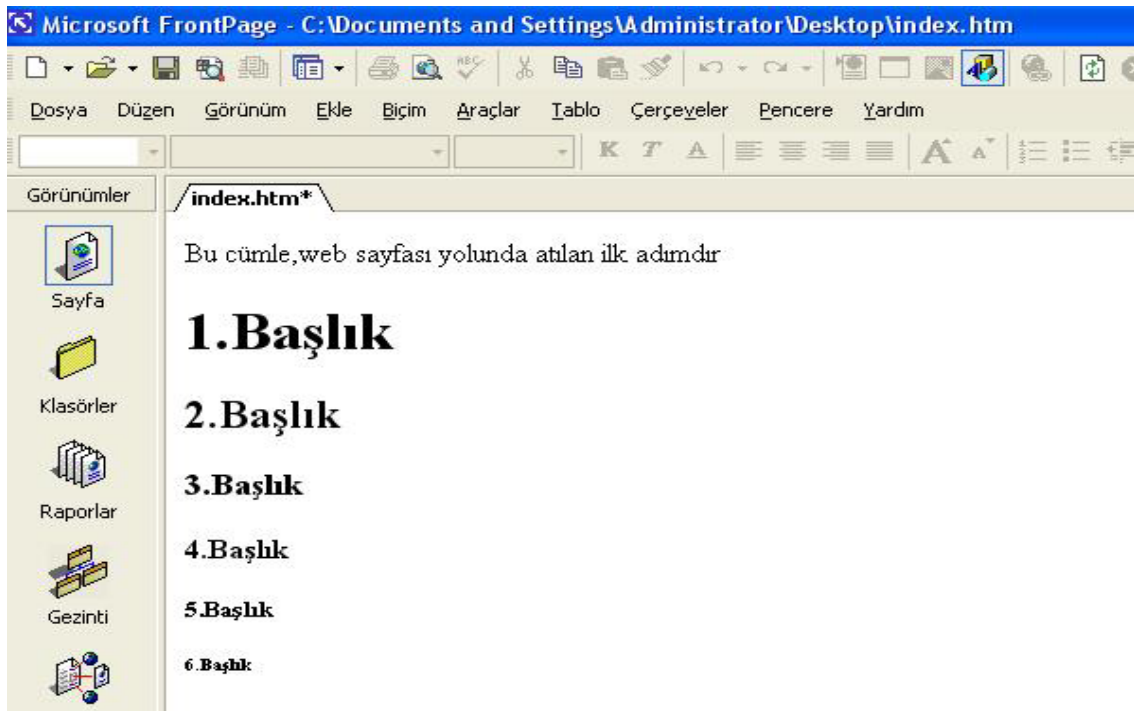 Microsoft FrontPage - C:\Documents and Settings\Administrator\Desktop\index.htm
Dosya Düzen Görünüm Ekle Biçim Araçlar Tablo Çerçeveler Pencere Yardım
K T A A A
Görünümler
index.htm*
Bu cümle,web sayfası yolunda atılan ilk adımdır
Sayfa
1.Başlık
Klasörler
2.Başlık
3.Başlık
Raporlar
4.Başlık
Gezinti
5.Başlık
6.Başlık